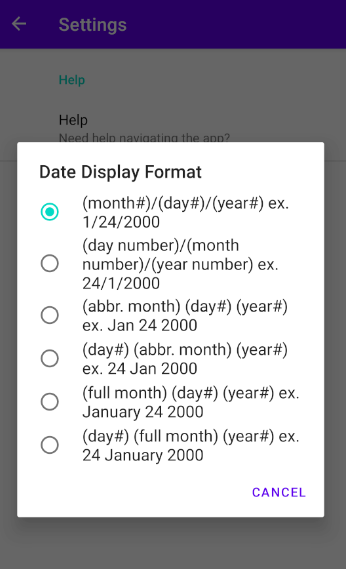 Settings
Help
Help
Need help navigating the app?
Date Display Format
(month#)/(day#)/(year#) ex.
1/24/2000
(day number)/(month
number)/(year number) ex.
24/1/2000
(abbr. month) (day#) (year#)
ex. Jan 24 2000
(day#) (abbr. month) (year#)
ex. 24 Jan 2000
(full month) (day#) (year#) ex.
January 24 2000
(day#) (full month) (year#) ex.
24 January 2000
CANCEL